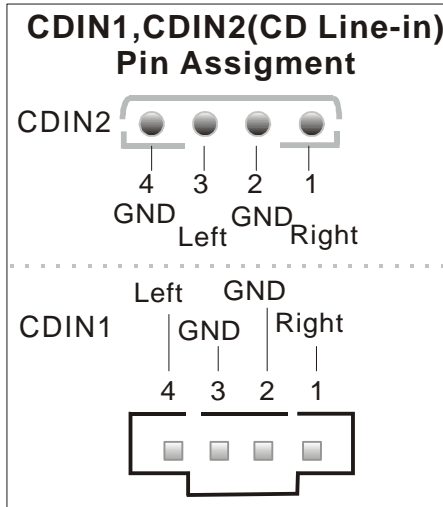 CDIN1,CDIN2(CD Line-in)
Pin Assigment
CDIN2
4 3 2 1
GND Left GND Right
Left GND GND Right
CDIN1
4 3 2 1